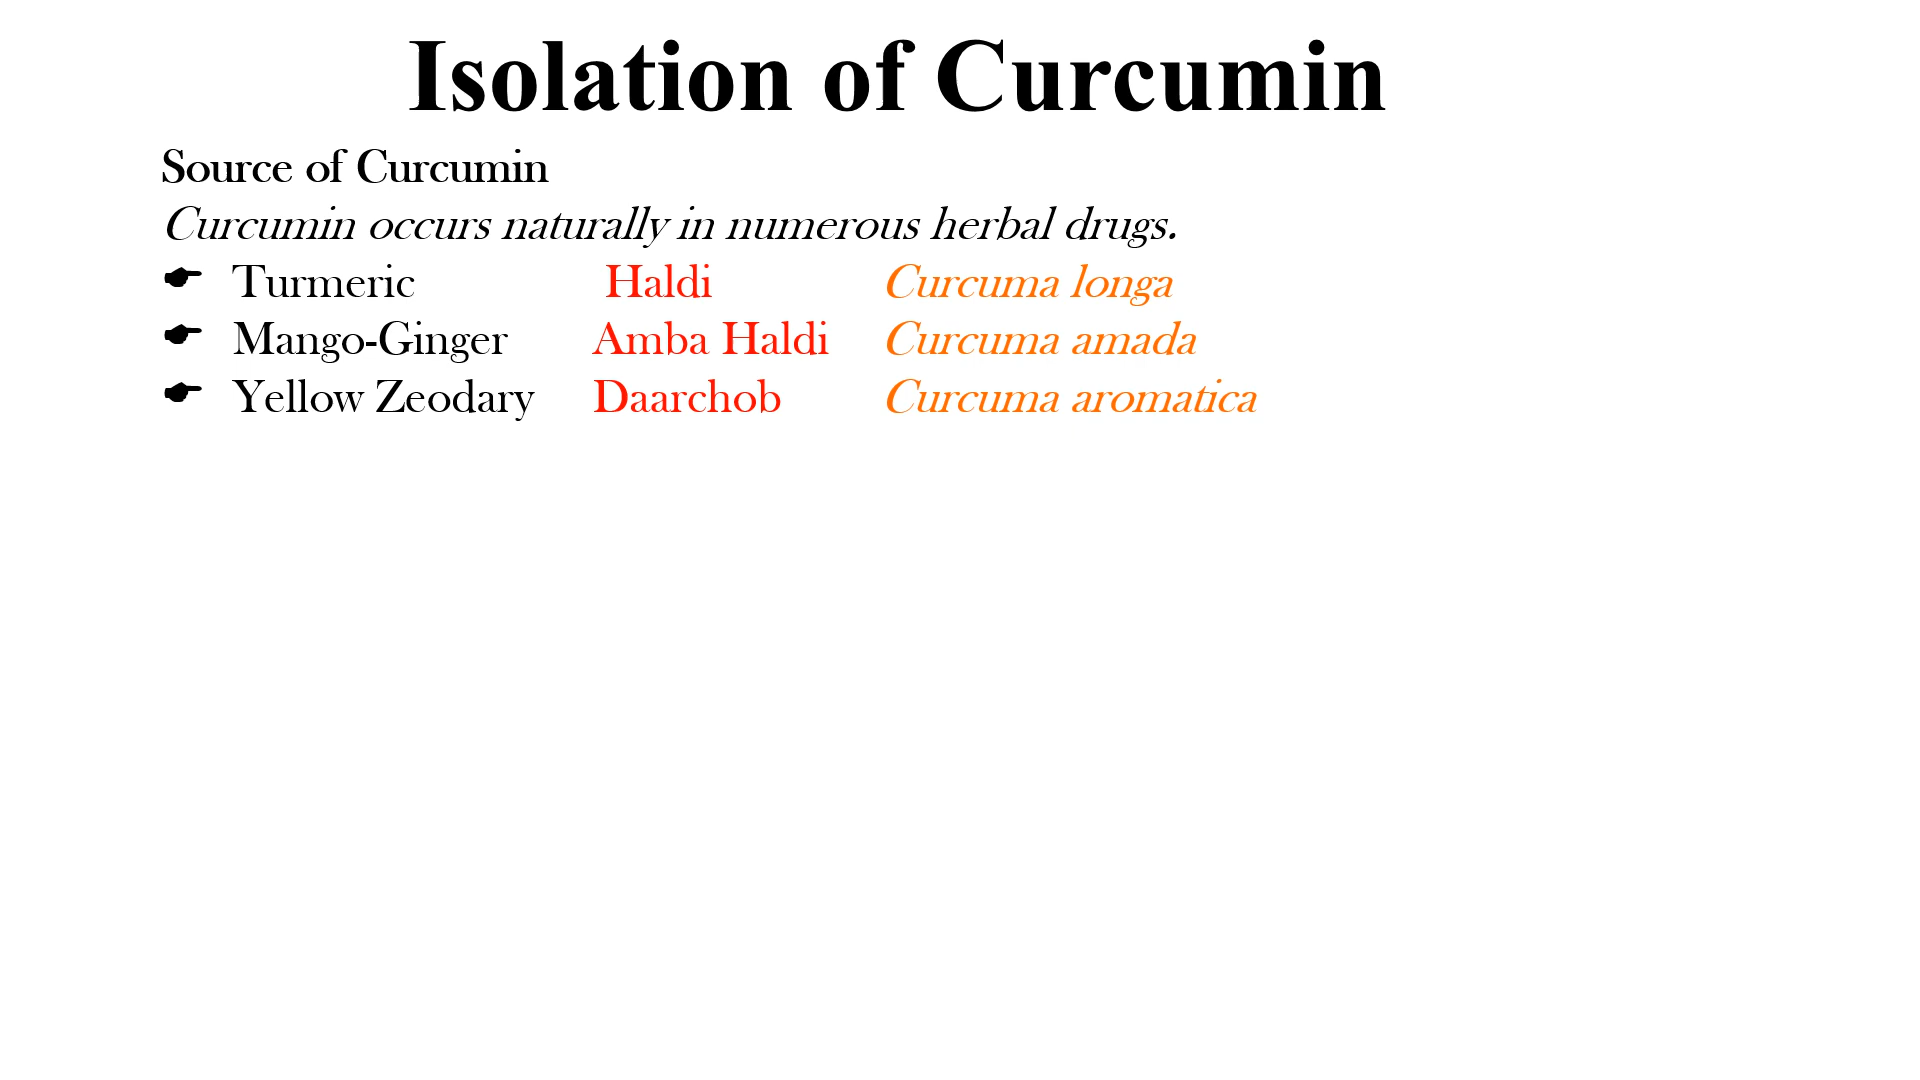 Isolation of Curcumin
Source of Curcumin
Curcumin occurs naturally in numerous herbal drugs.
☛ Turmeric Haldi Curcuma longa
☛ Mango-Ginger Amba Haldi Curcuma amada
☛ Yellow Zeodary Daarchob Curcuma aromatica